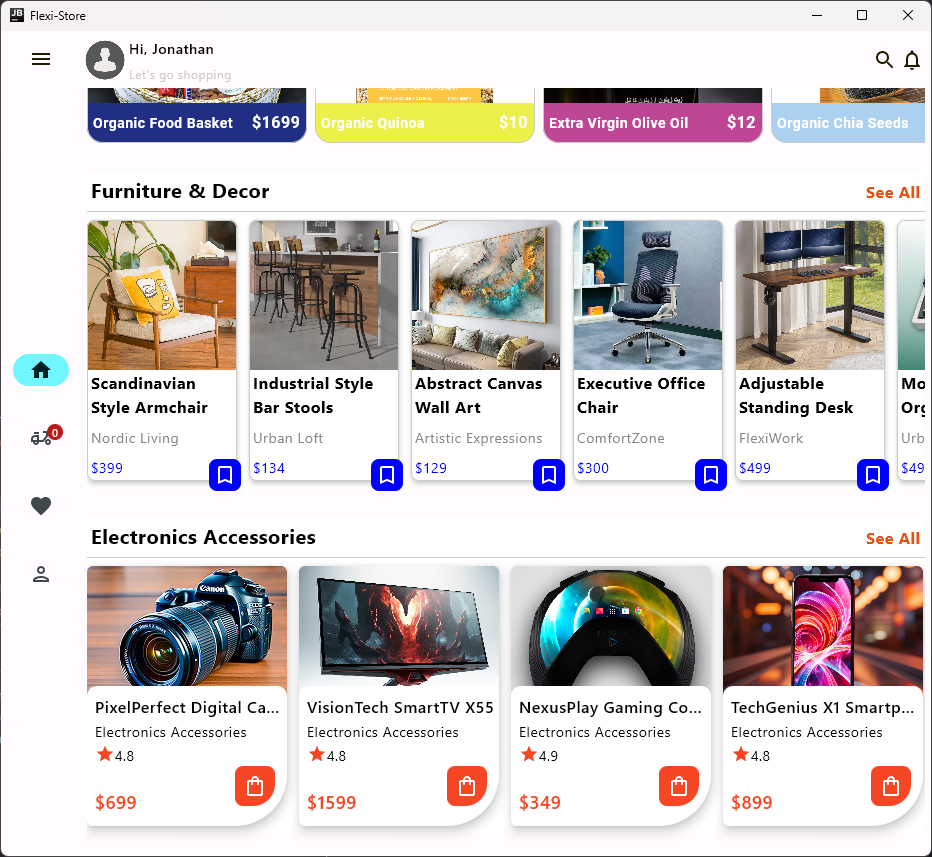 Flexi-Store
Hi, Jonathan
Let's go shopping
Organic Food Basket $1699
Organic Quinoa $10
Extra Virgin Olive Oil $12
Organic Chia Seeds
Furniture & Decor
See All
Scandinavian
Style Armchair
Nordic Living
$399
Industrial Style
Bar Stools
Urban Loft
$134
Abstract Canvas
Wall Art
Artistic Expressions
$129
Executive Office
Chair
ComfortZone
$300
Adjustable
Standing Desk
FlexiWork
$499
0
Electronics Accessories
See All
Canon
PixelPerfect Digital Ca...
Electronics Accessories
4.8
$699
VisionTech SmartTV X55
Electronics Accessories
4.8
$1599
NexusPlay Gaming Co...
Electronics Accessories
4.9
$349
TechGenius X1 Smartp...
Electronics Accessories
4.8
$899